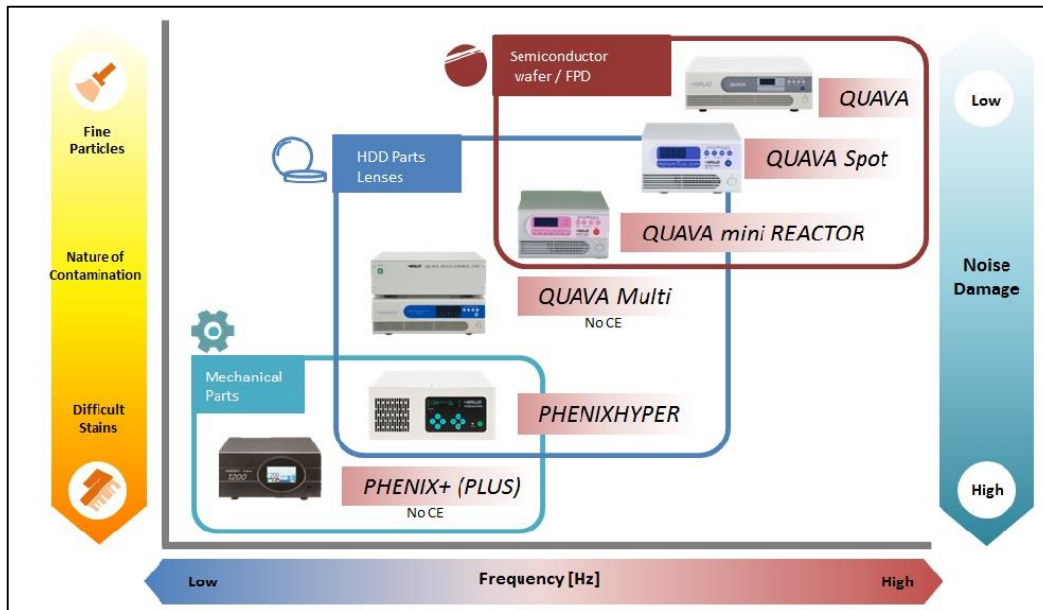 Fine
Particles
Nature of
Contamination
Difficult
Stains
Semiconductor
wafer / FPD
QUAVA
HDD Parts
Lenses
QUAVA Spot
QUAVA mini REACTOR
QUAVA Multi
No CE
Mechanical
Parts
PHENIXHYPER
1200
PHENIX+ (PLUS)
No CE
Low
Noise
Damage
High
Low
Frequency [Hz]
High